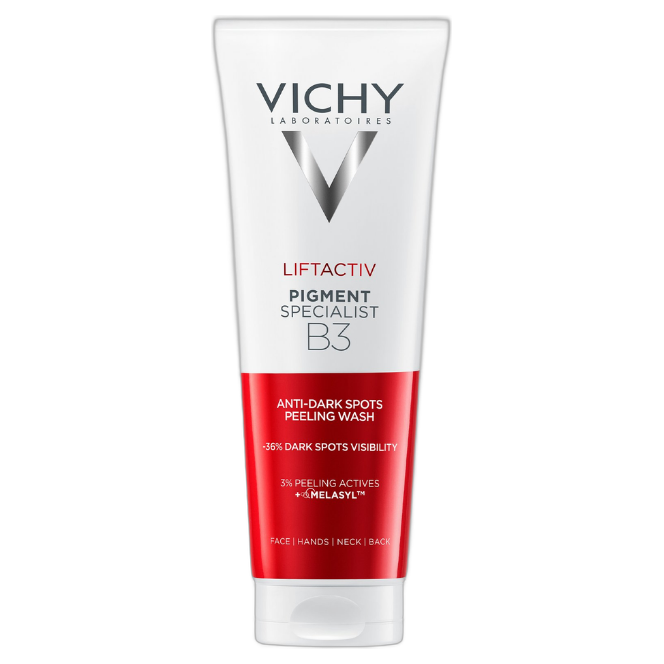 VICHY
LABORATOIRES
LIFTACTIV
PIGMENT
SPECIALIST
B3
ANTI-DARK SPOTS
PEELING WASH
-36% DARK SPOTS VISIBILITY
3% PEELING ACTIVES
+ MELASYL™
FACE | HANDS | NECK | BACK